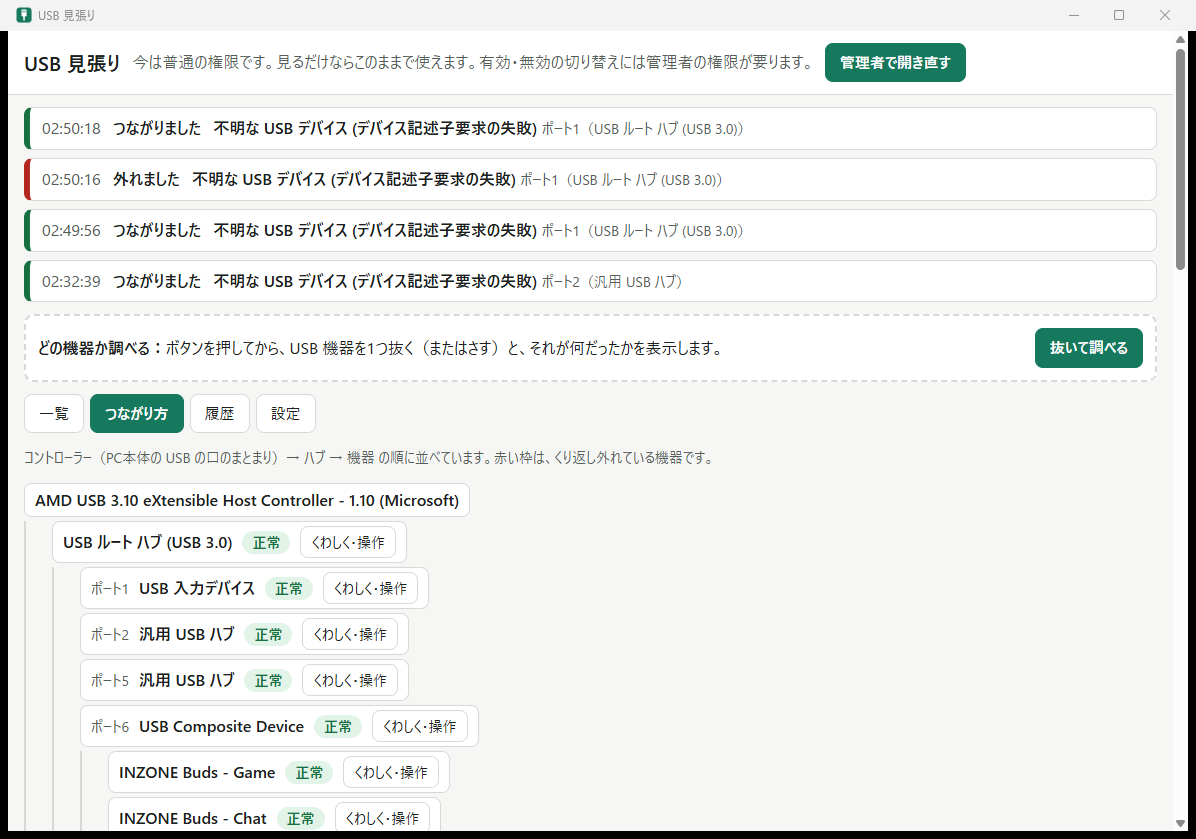 USB 見張り
USB 見張り 今は普通の権限です。見るだけならこのままで使えます。有効・無効の切り替えには管理者の権限が要ります。 管理者で開き直す
02:50:18 つながりました 不明な USB デバイス (デバイス記述子要求の失敗) ポート1（USB ルート ハブ (USB 3.0)）
02:50:16 外れました 不明な USB デバイス (デバイス記述子要求の失敗) ポート1（USB ルート ハブ (USB 3.0)）
02:49:56 つながりました 不明な USB デバイス (デバイス記述子要求の失敗) ポート1（USB ルート ハブ (USB 3.0)）
02:32:39 つながりました 不明な USB デバイス (デバイス記述子要求の失敗) ポート2（汎用 USB ハブ）
どの機器か調べる：ボタンを押してから、USB 機器を1つ抜く（またはさす）と、それが何だったかを表示します。 抜いて調べる
一覧 つながり方 履歴 設定
コントローラー（PC本体の USB の口のまとまり）→ ハブ → 機器 の順に並べています。赤い枠は、くり返し外れている機器です。
AMD USB 3.10 eXtensible Host Controller - 1.10 (Microsoft)
USB ルート ハブ (USB 3.0) 正常 くわしく・操作
ポート1 USB 入力デバイス 正常 くわしく・操作
ポート2 汎用 USB ハブ 正常 くわしく・操作
ポート5 汎用 USB ハブ 正常 くわしく・操作
ポート6 USB Composite Device 正常 くわしく・操作
INZONE Buds - Game 正常 くわしく・操作
INZONE Buds - Chat 正常 くわしく・操作